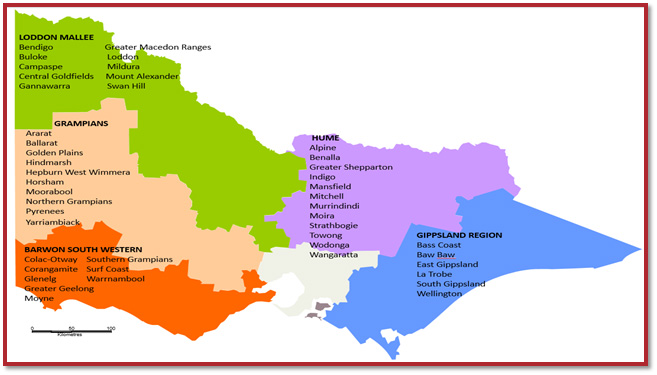 LODDON MALLEE
Bendigo Greater Macedon Ranges
Buloke Loddon
Campaspe Mildura
Central Goldfields Mount Alexander
Gannawarra Swan Hill
GRAMPIANS
Ararat
Ballarat
Golden Plains
Hindmarsh
Hepburn West Wimmera
Horsham
Moorabool
Northern Grampians
Pyrenees
Yarriambiack
HUME
Alpine
Benalla
Greater Shepparton
Indigo
Mansfield
Mitchell
Murrindindi
Moira
Strathbogie
Towong
Wodonga
Wangaratta
BARWON SOUTH WESTERN
Colac-Otway Southern Grampians
Corangamite Surf Coast
Glenelg Warrnambool
Greater Geelong
Moyne
GIPPSLAND REGION
Bass Coast
Baw Baw
East Gippsland
La Trobe
South Gippsland
Wellington
0 50 100
Kilometres